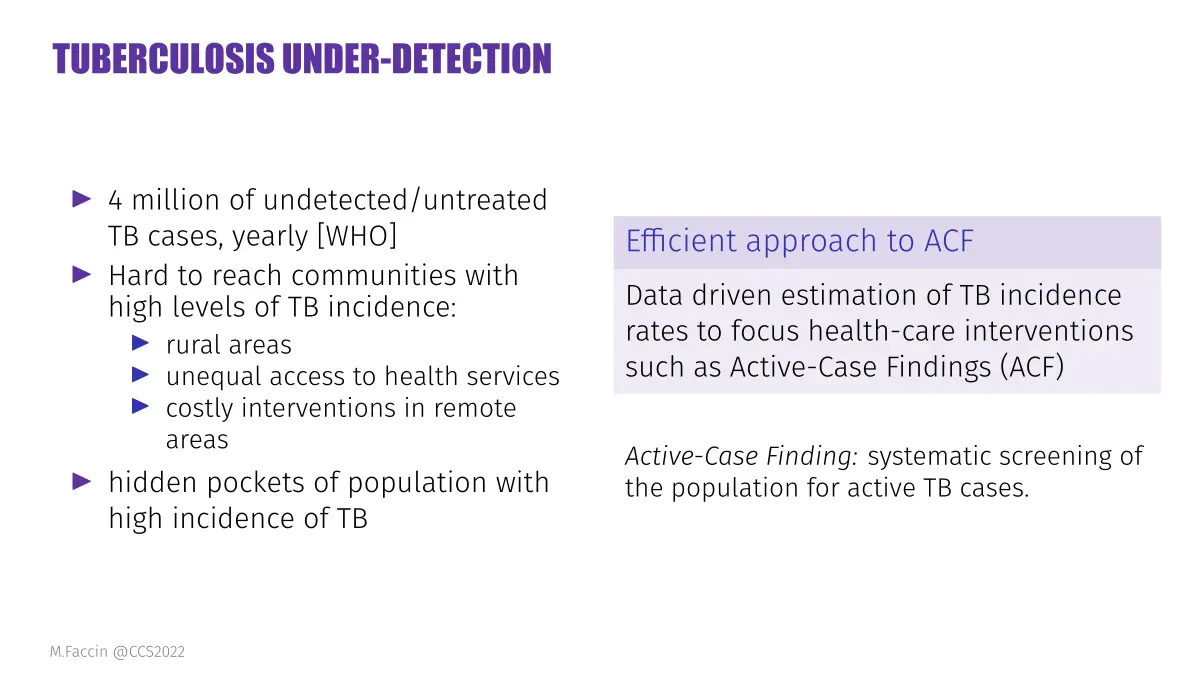 TUBERCULOSIS UNDER-DETECTION
▶ 4 million of undetected/untreated
TB cases, yearly [WHO]
▶ Hard to reach communities with
high levels of TB incidence:
▶ rural areas
▶ unequal access to health services
▶ costly interventions in remote
areas
▶ hidden pockets of population with
high incidence of TB
Efficient approach to ACF
Data driven estimation of TB incidence
rates to focus health-care interventions
such as Active-Case Findings (ACF)
Active-Case Finding: systematic screening of
the population for active TB cases.
M.Faccin @CCS2022